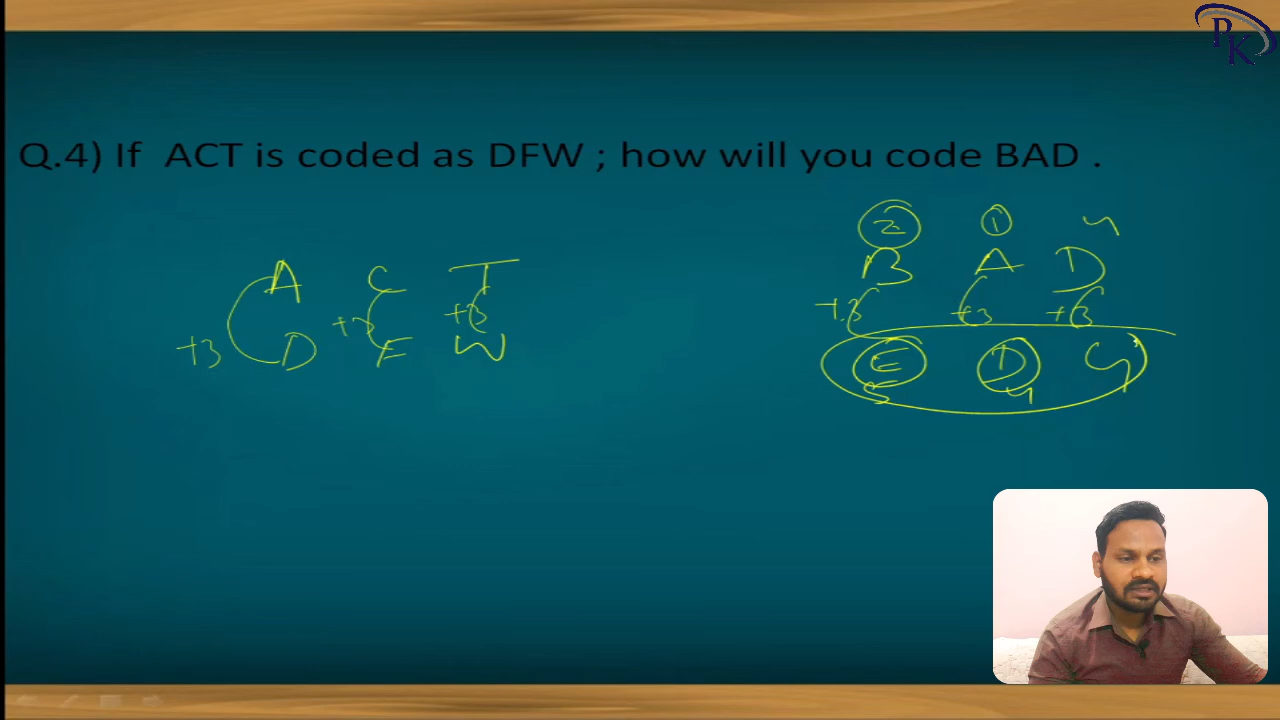 PK
Q.4) If ACT is coded as DFW ; how will you code BAD .
2 1 4
A C T
B A D
+3 +3 +3
+3 +3 +3
D F W
E D G
5 4